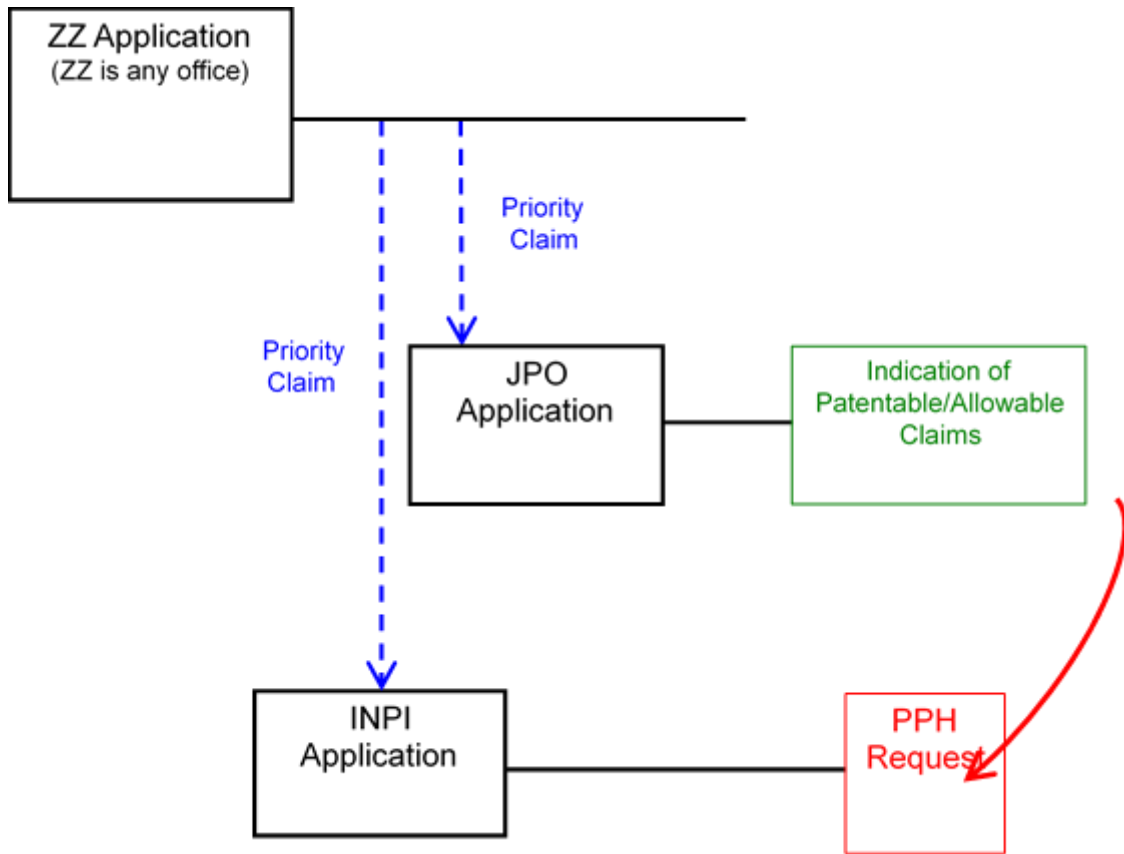 ZZ Application
(ZZ is any office)
Priority
Claim
Priority
Claim
JPO
Application
Indication of
Patentable/Allowable
Claims
INPI
Application
PPH
Request